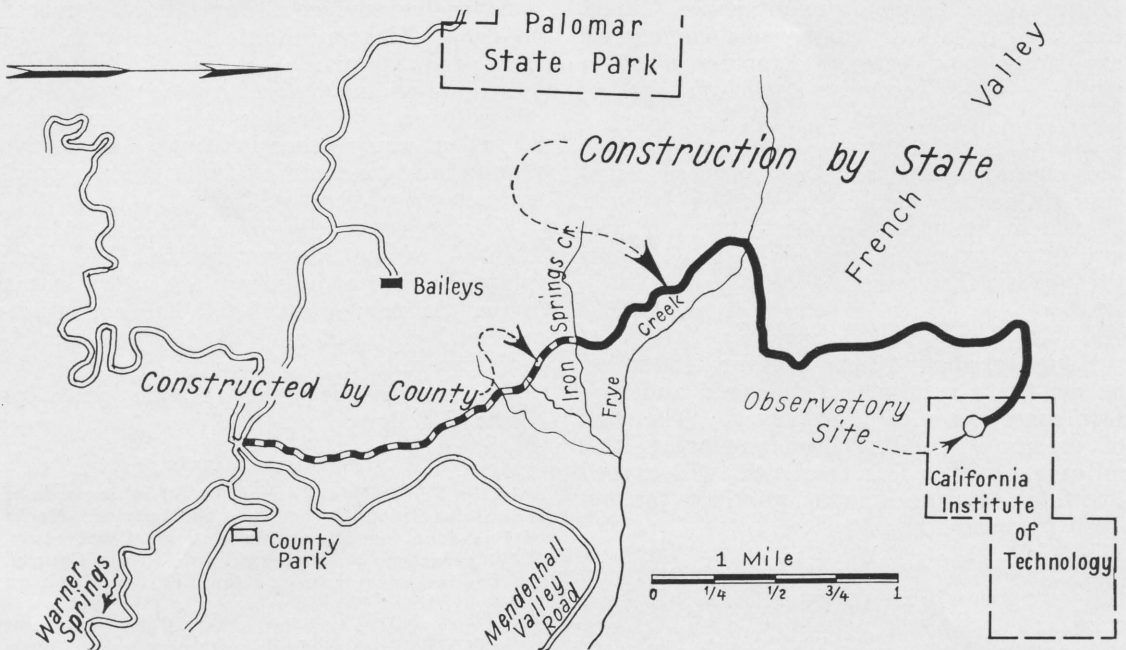 Palomar
State Park
Valley
French
Construction by State
Baileys
Iron Springs Cr.
Frye Creek
Constructed by County
Observatory
Site
California
Institute
of
Technology
County
Park
Warner
Springs
Mendenhall
Valley
Road
1 Mile
0 1/4 1/2 3/4 1